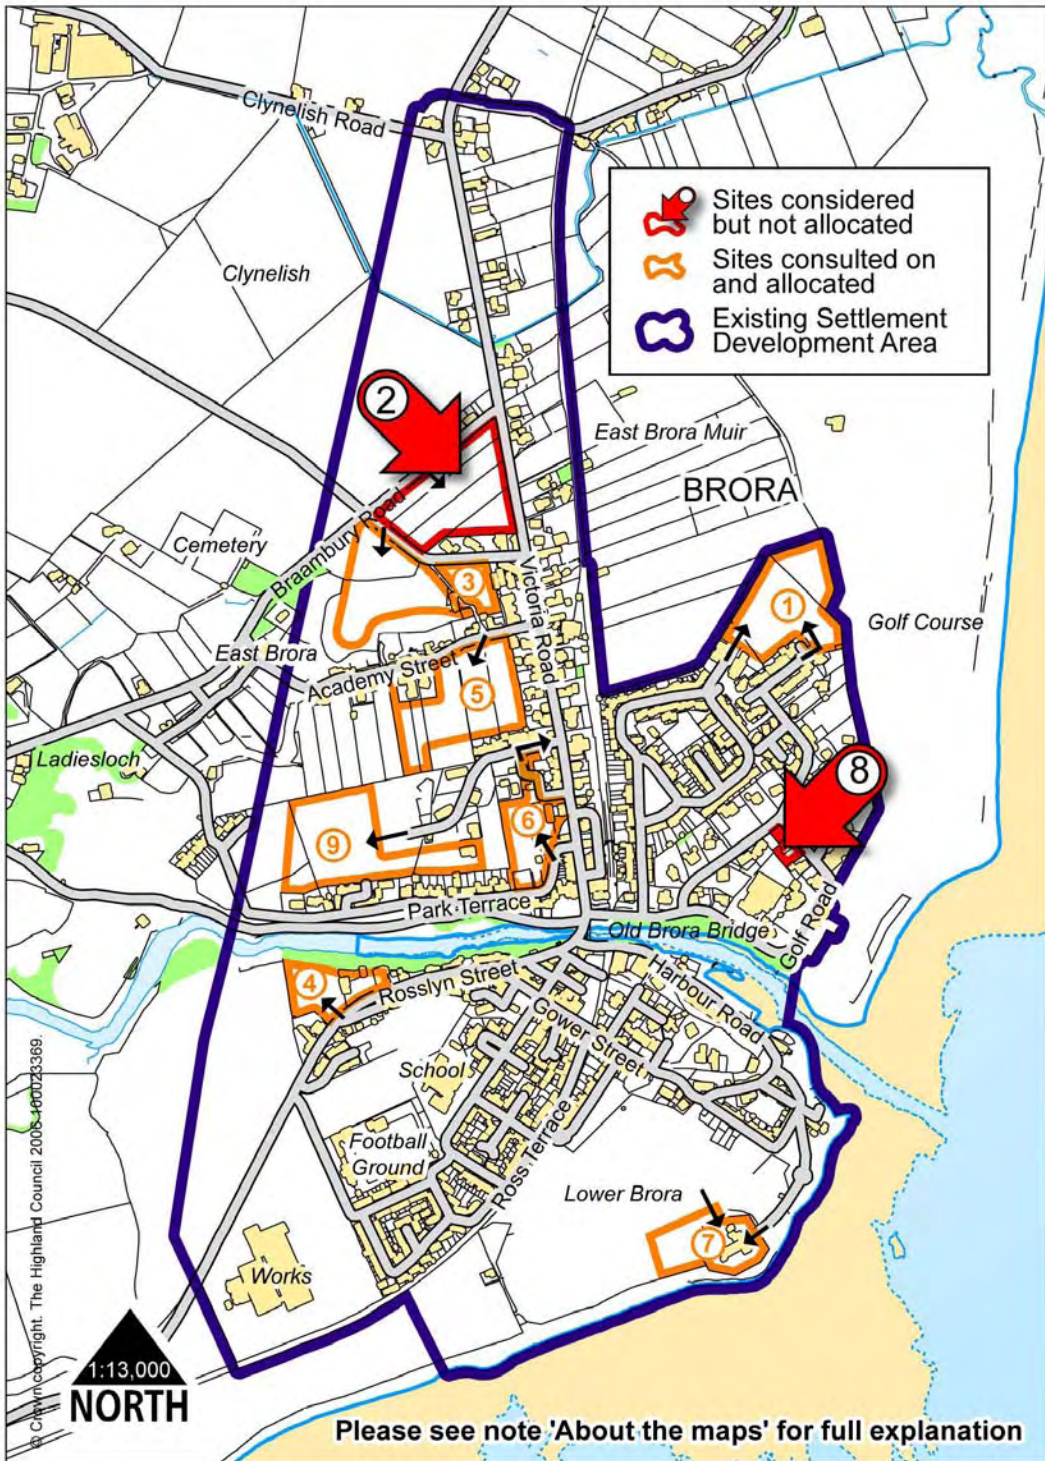 Clynelish Road
Sites considered
but not allocated
Sites consulted on
and allocated
Existing Settlement
Development Area
Clynelish
2
East Brora Muir
BRORA
Braambury Road
Cemetery
3
Victoria Road
1
Golf Course
East Brora
Academy Street
5
Ladiesloch
8
6
9
Park Terrace
Old Brora Bridge
Golf Road
4
Rosslyn Street
Harbour Road
Gower Street
School
Football
Ground
Ross Terrace
Lower Brora
7
Works
© Crown copyright. The Highland Council 2006 100023369.
1:13,000
NORTH
Please see note 'About the maps' for full explanation